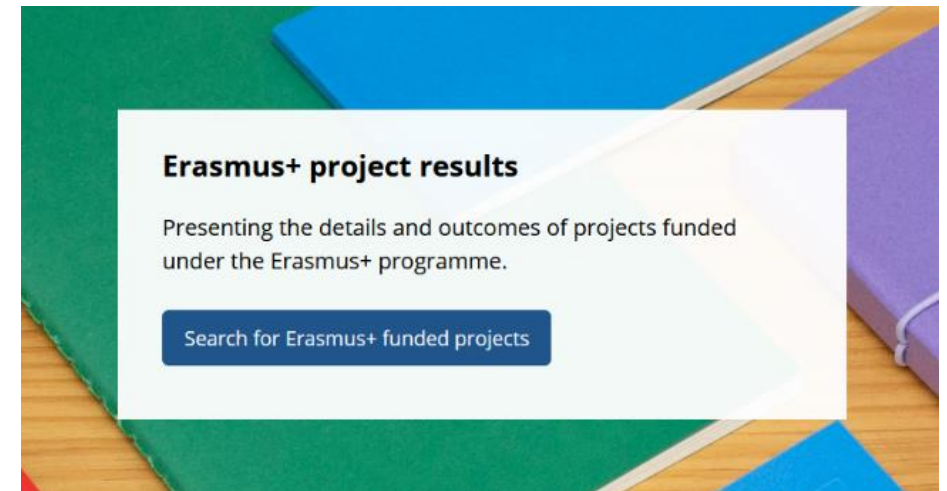 Erasmus+ project results
Presenting the details and outcomes of projects funded
under the Erasmus+ programme.
Search for Erasmus+ funded projects